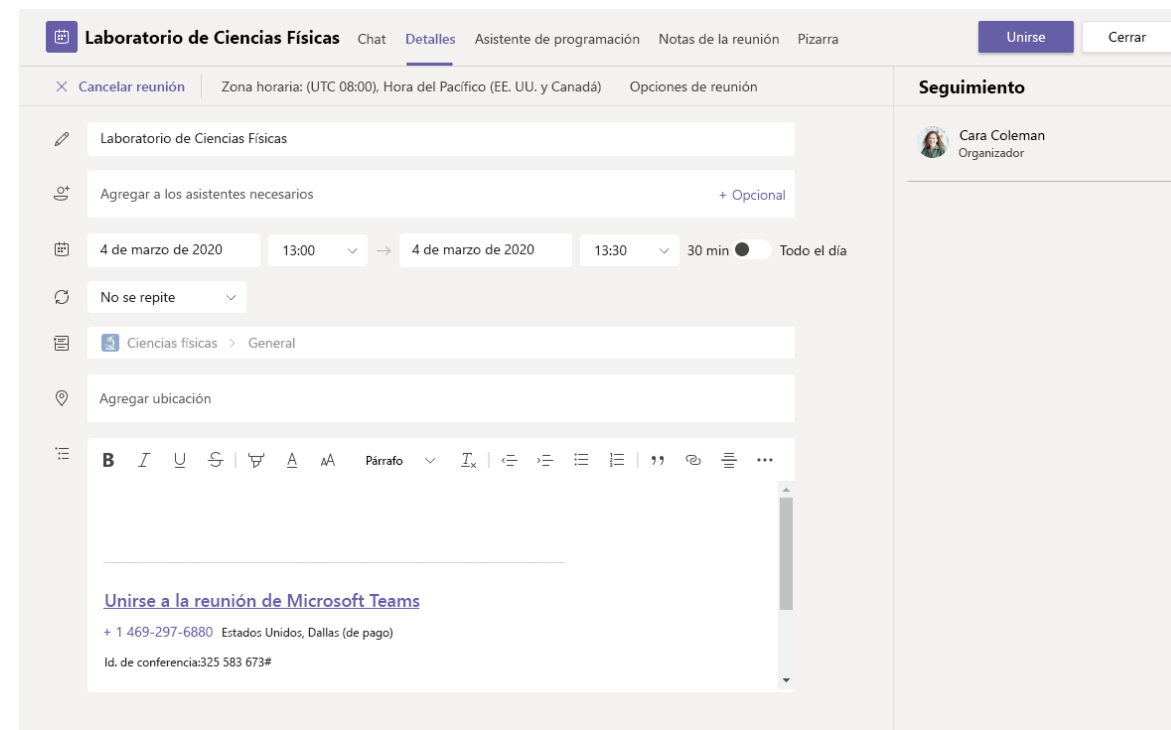 Laboratorio de Ciencias Físicas Chat Detalles Asistente de programación Notas de la reunión Pizarra Unirse Cerrar
Cancelar reunión Zona horaria: (UTC 08:00), Hora del Pacífico (EE. UU. y Canadá) Opciones de reunión
Seguimiento
Laboratorio de Ciencias Físicas
Cara Coleman
Organizador
Agregar a los asistentes necesarios + Opcional
4 de marzo de 2020 13:00 → 4 de marzo de 2020 13:30 30 min Todo el día
No se repite
Ciencias físicas > General
Agregar ubicación
B I U S A AA Párrafo Tx
Unirse a la reunión de Microsoft Teams
+ 1 469-297-6880 Estados Unidos, Dallas (de pago)
Id. de conferencia:325 583 673#